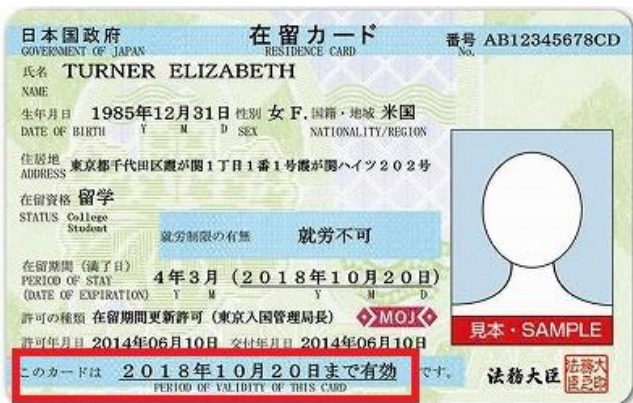 日本国政府 在留カード 番号 AB12345678CD
GOVERNMENT OF JAPAN RESIDENCE CARD No.
氏名 TURNER ELIZABETH
NAME
生年月日 1985年12月31日 性別 女 F. 国籍・地域 米国
DATE OF BIRTH Y M D SEX NATIONALITY/REGION
住居地 東京都千代田区霞が関1丁目1番1号霞が関ハイツ202号
ADDRESS
在留資格 留学
STATUS College Student
就労制限の有無 就労不可
在留期間(満了日) 4年3月(2018年10月20日)
PERIOD OF STAY
(DATE OF EXPIRATION) Y M Y M D
許可の種類 在留期間更新許可(東京入国管理局長) MOJ
見本・SAMPLE
許可年月日 2014年06月10日 交付年月日 2014年06月10日
このカードは 2018年10月20日まで有効 です。
PERIOD OF VALIDITY OF THIS CARD
法務大臣